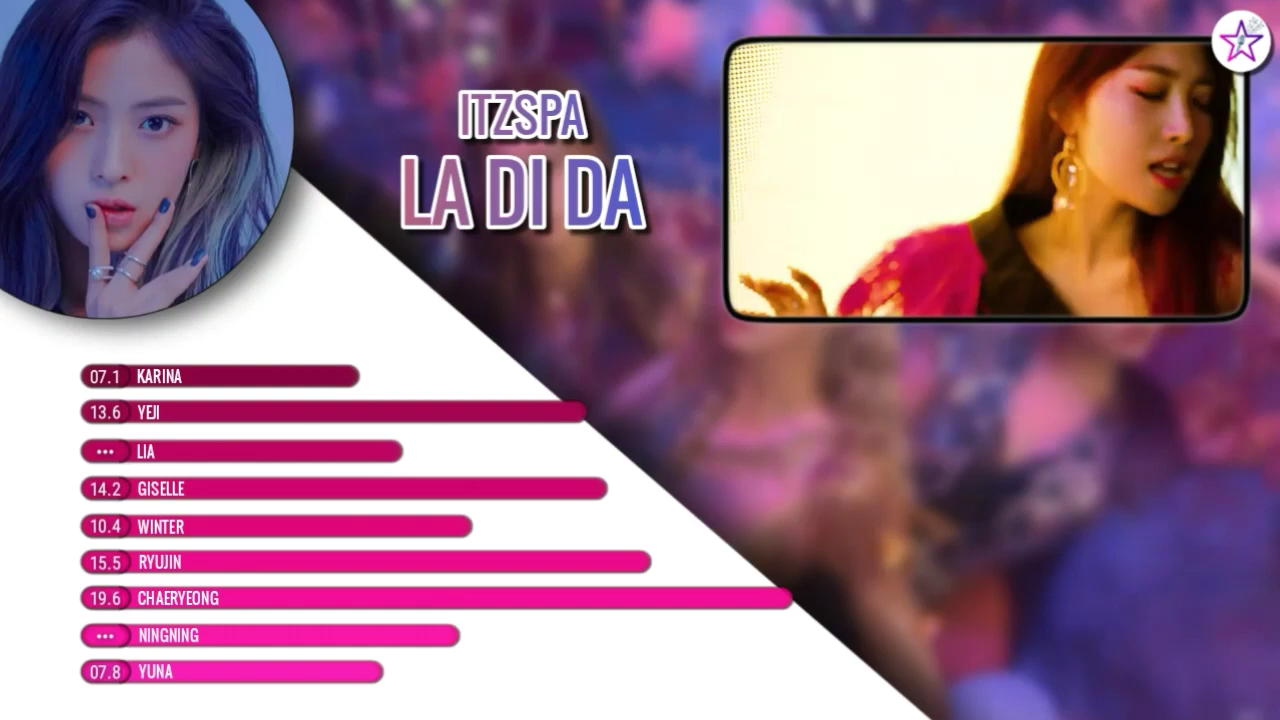 ITZSPA
LA DI DA
07.1 KARINA
13.6 YEJI
... LIA
14.2 GISELLE
10.4 WINTER
15.5 RYUJIN
19.6 CHAERYEONG
... NINGNING
07.8 YUNA